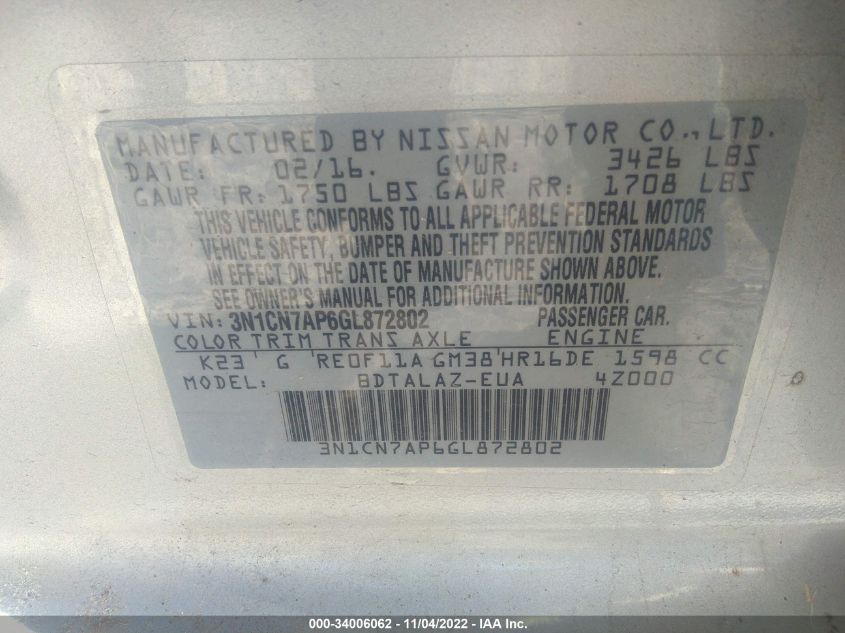 MANUFACTURED BY NISSAN MOTOR CO., LTD.
DATE: 02/16. GVWR: 3426 LBS
GAWR FR: 1750 LBS GAWR RR: 1708 LBS
THIS VEHICLE CONFORMS TO ALL APPLICABLE FEDERAL MOTOR
VEHICLE SAFETY, BUMPER AND THEFT PREVENTION STANDARDS
IN EFFECT ON THE DATE OF MANUFACTURE SHOWN ABOVE.
SEE OWNER'S MANUAL FOR ADDITIONAL INFORMATION.
VIN: 3N1CN7AP6GL872802 PASSENGER CAR.
COLOR TRIM TRANS AXLE ENGINE
K23 ' G 'RE0F11A GM38'HR16DE 1598 CC
MODEL: BDTALAZ-EUA 4Z000
3N1CN7AP6GL872802
000-34006062 - 11/04/2022 - IAA Inc.